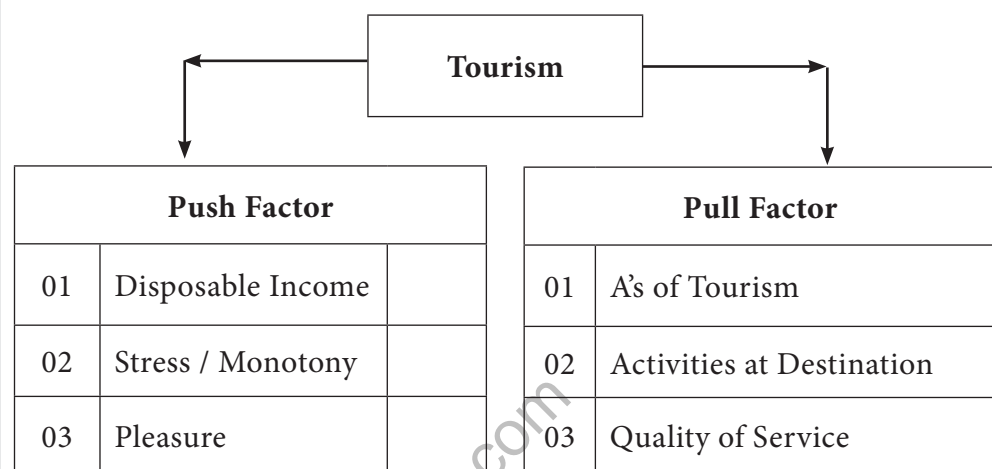 Tourism
Push Factor
01 Disposable Income
02 Stress / Monotony
03 Pleasure
Pull Factor
01 A's of Tourism
02 Activities at Destination
03 Quality of Service
.com